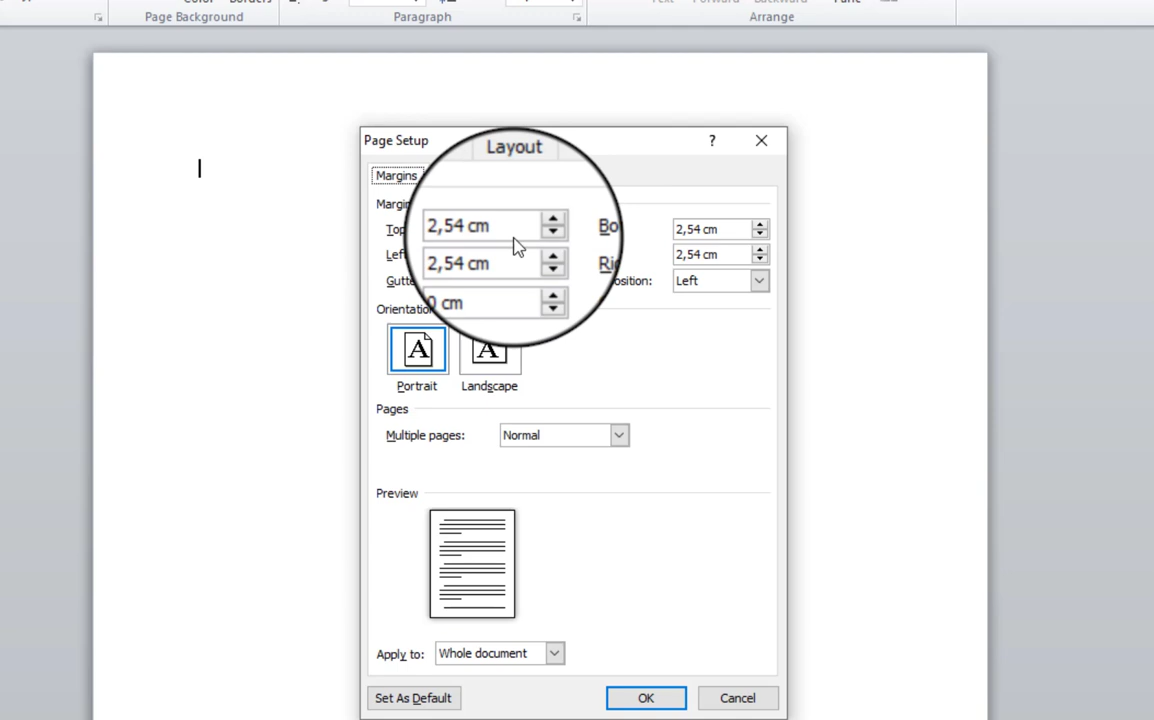 Page Background
Paragraph
Arrange
Page Setup
?
Layout
Margins
2,54 cm
2,54 cm
2,54 cm
2,54 cm
0 cm
Left
Portrait
Landscape
Pages
Multiple pages:
Normal
Preview
Apply to:
Whole document
Set As Default
OK
Cancel